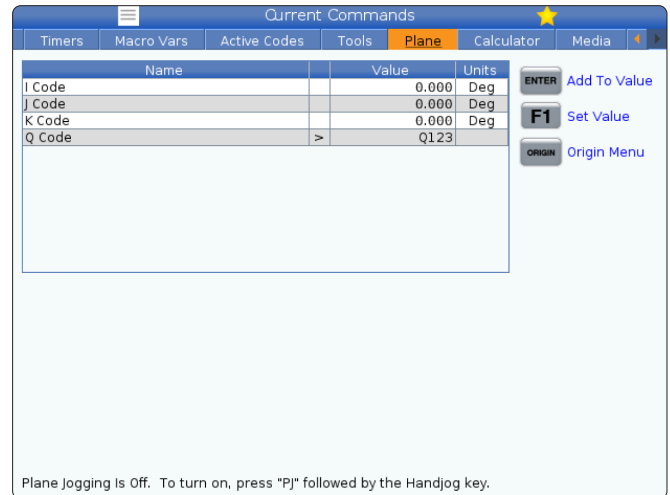 Current Commands
Timers Macro Vars Active Codes Tools Plane Calculator Media
Name Value Units
I Code 0.000 Deg
J Code 0.000 Deg
K Code 0.000 Deg
Q Code > Q123
ENTER Add To Value
F1 Set Value
ORIGIN Origin Menu
Plane Jogging Is Off. To turn on, press "PJ" followed by the Handjog key.